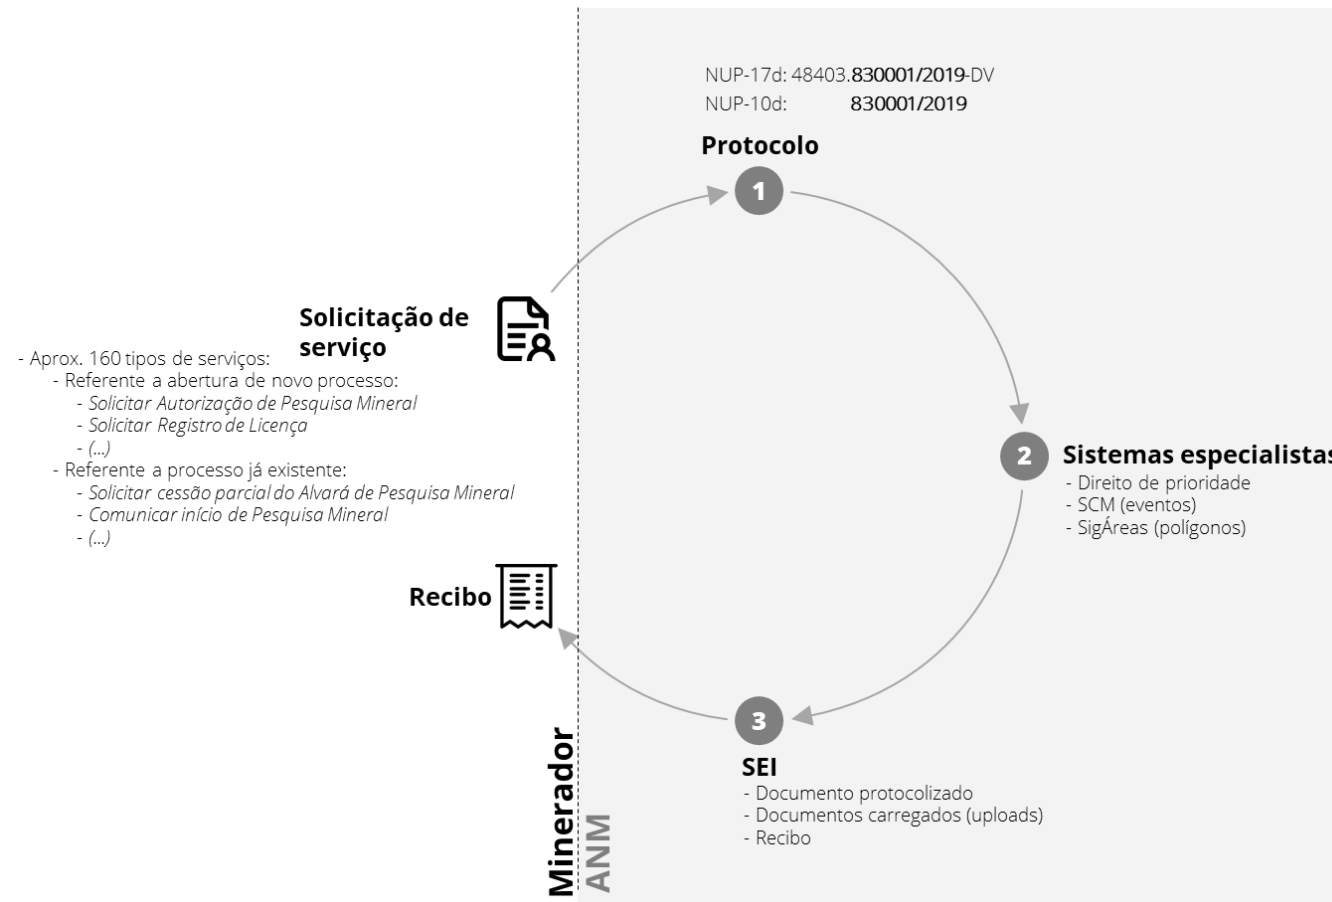 NUP-17d: 48403.830001/2019-DV
NUP-10d: 830001/2019
Protocolo
1
Solicitação de
serviço
- Aprox. 160 tipos de serviços:
- Referente a abertura de novo processo:
- Solicitar Autorização de Pesquisa Mineral
- Solicitar Registro de Licença
- (...)
- Referente a processo já existente:
- Solicitar cessão parcial do Alvará de Pesquisa Mineral
- Comunicar início de Pesquisa Mineral
- (...)
2
Sistemas especialistas
- Direito de prioridade
- SCM (eventos)
- SigÁreas (polígonos)
Recibo
3
SEI
- Documento protocolizado
- Documentos carregados (uploads)
- Recibo
Minerador
ANM